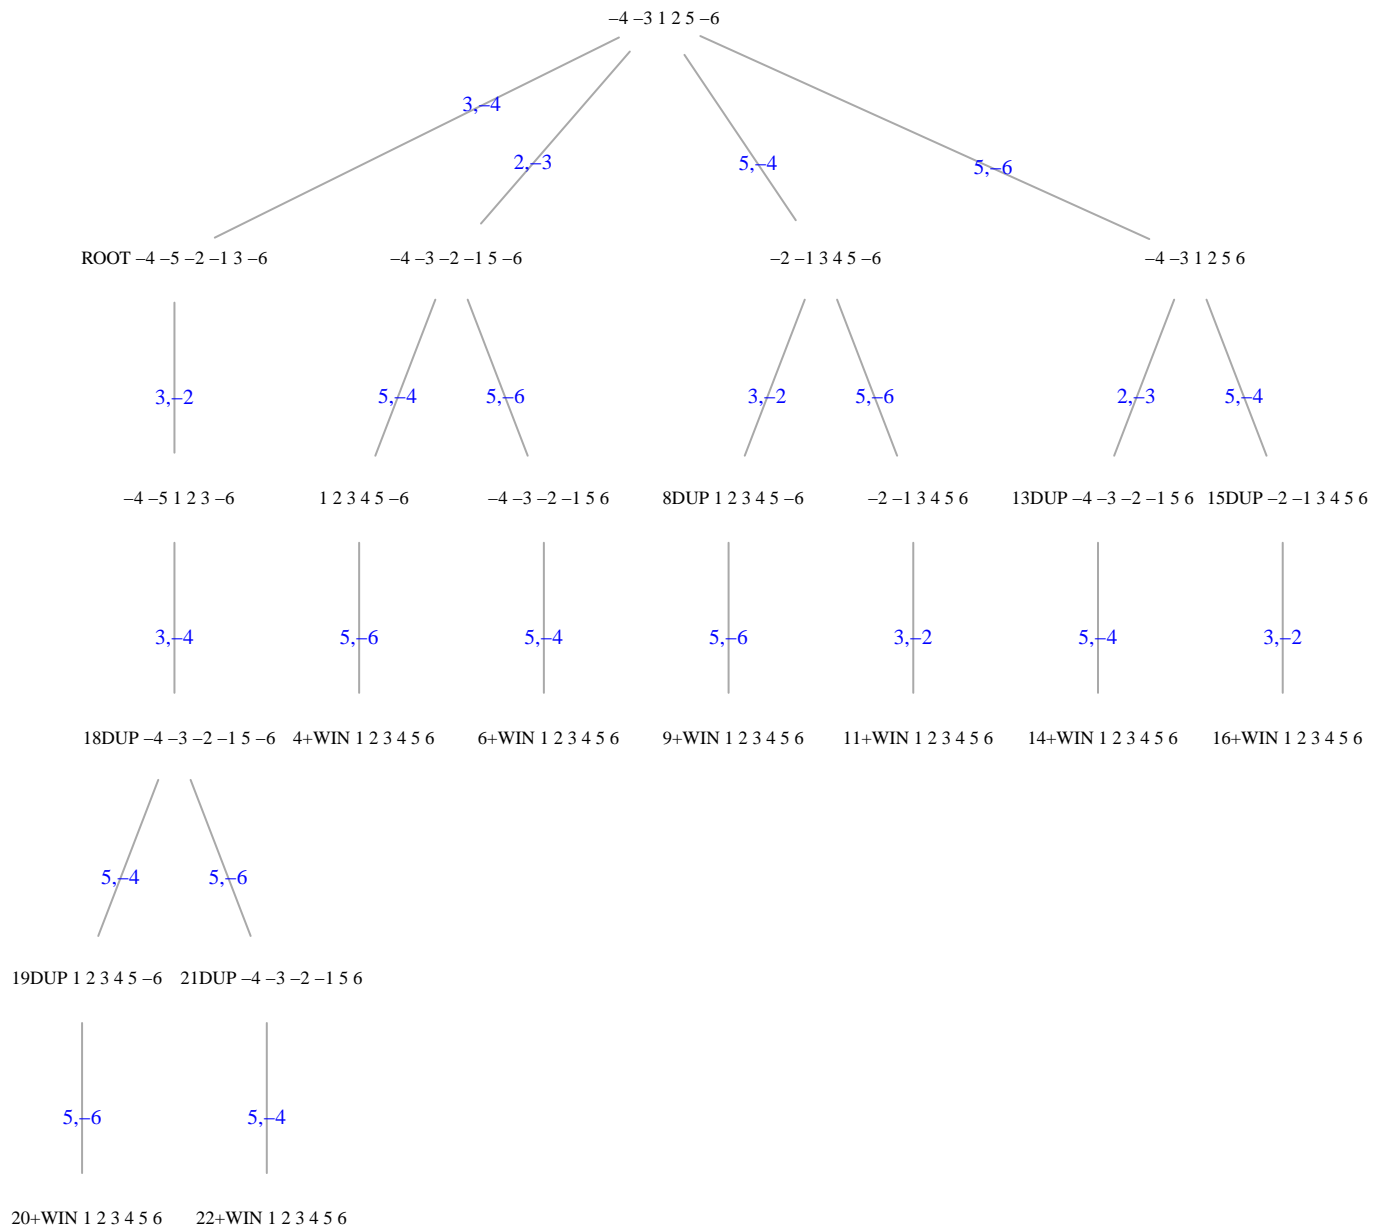 –4 –3 1 2 5 –6
3,–4
2,–3
5,–4
5,–6
ROOT –4 –5 –2 –1 3 –6
–4 –3 –2 –1 5 –6
–2 –1 3 4 5 –6
–4 –3 1 2 5 6
3,–2
5,–4
5,–6
3,–2
5,–6
2,–3
5,–4
–4 –5 1 2 3 –6
1 2 3 4 5 –6
–4 –3 –2 –1 5 6
8DUP 1 2 3 4 5 –6
–2 –1 3 4 5 6
13DUP –4 –3 –2 –1 5 6
15DUP –2 –1 3 4 5 6
3,–4
5,–6
5,–4
5,–6
3,–2
5,–4
3,–2
18DUP –4 –3 –2 –1 5 –6
4+WIN 1 2 3 4 5 6
6+WIN 1 2 3 4 5 6
9+WIN 1 2 3 4 5 6
11+WIN 1 2 3 4 5 6
14+WIN 1 2 3 4 5 6
16+WIN 1 2 3 4 5 6
5,–4
5,–6
19DUP 1 2 3 4 5 –6
21DUP –4 –3 –2 –1 5 6
5,–6
5,–4
20+WIN 1 2 3 4 5 6
22+WIN 1 2 3 4 5 6